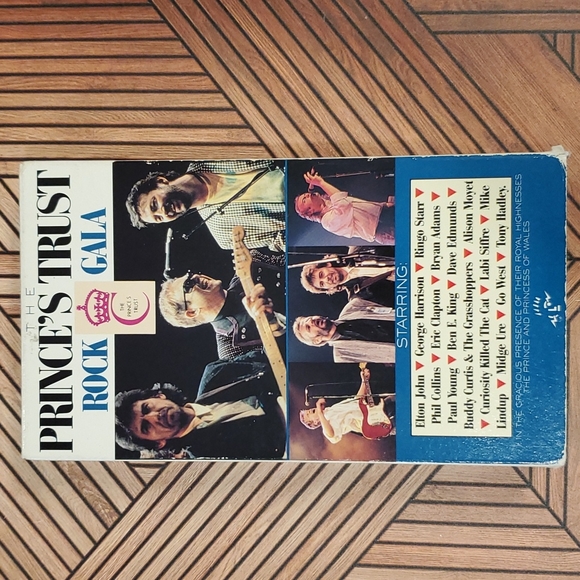 THE
PRINCE'S TRUST
ROCK GALA
THE
PRINCE'S
TRUST
STARRING:
Elton John ▼ George Harrison ▼ Ringo Starr ▼
Phil Collins ▼ Eric Clapton ▼ Bryan Adams ▼
Paul Young ▼ Ben E. King ▼ Dave Edmunds ▼
Buddy Curtis & The Grasshoppers ▼ Alison Moyet
▼ Curiosity Killed The Cat ▼ Labi Siffre ▼ Mike
Lindup ▼ Midge Ure ▼ Go West ▼ Tony Hadley.
IN THE GRACIOUS PRESENCE OF THEIR ROYAL HIGHNESSES
THE PRINCE AND PRINCESS OF WALES